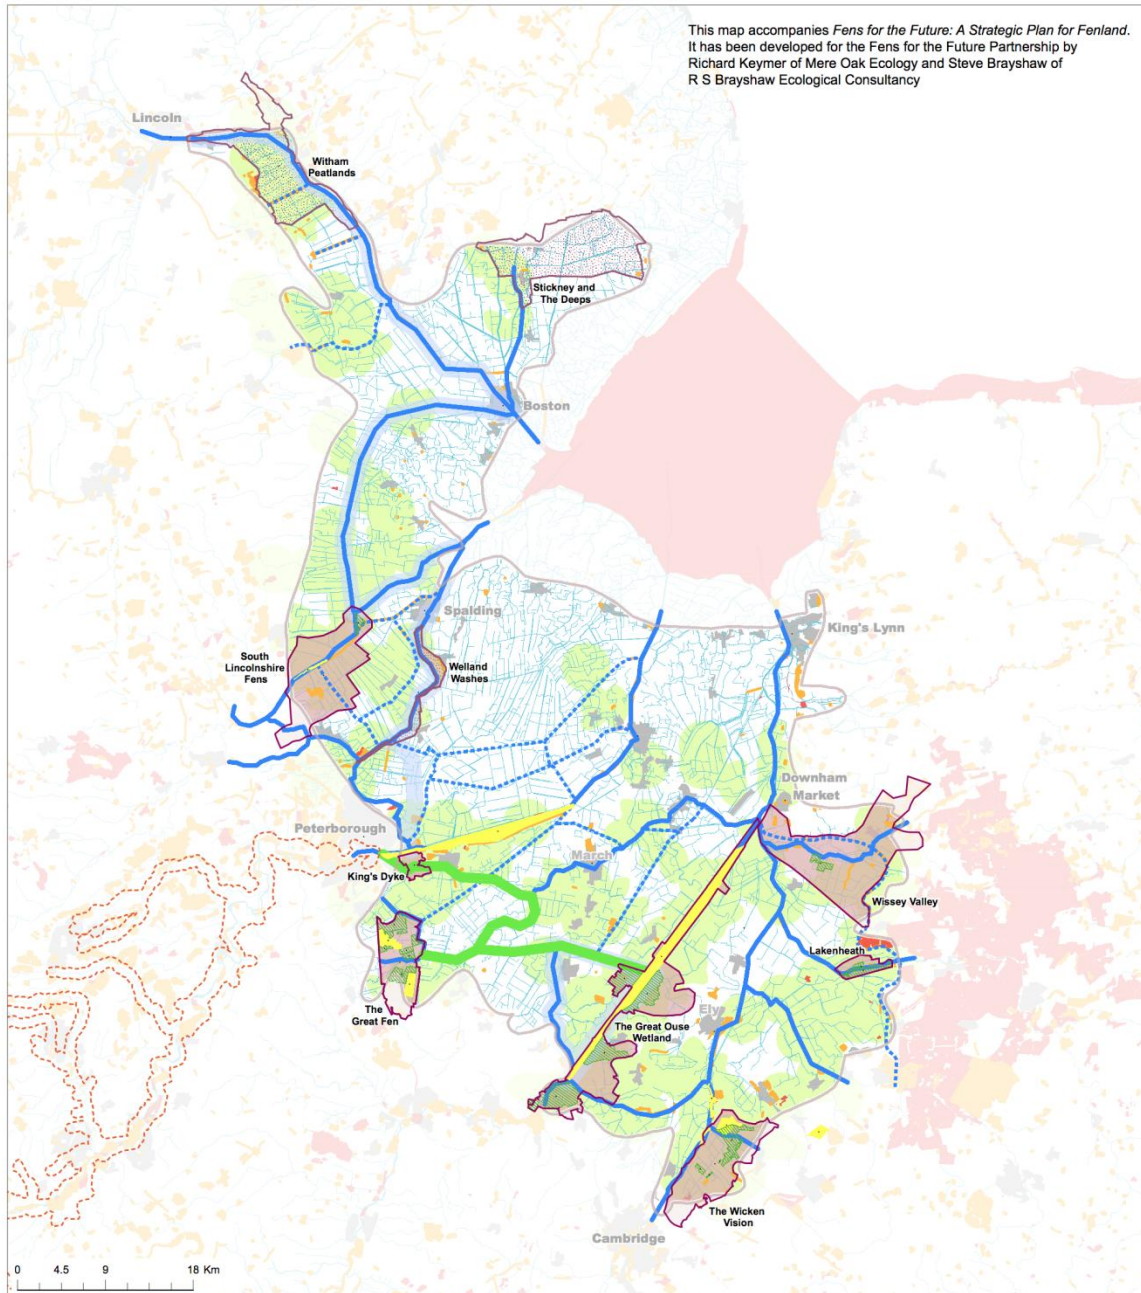 This map accompanies Fens for the Future: A Strategic Plan for Fenland.
It has been developed for the Fens for the Future Partnership by
Richard Keymer of Mere Oak Ecology and Steve Brayshaw of
R S Brayshaw Ecological Consultancy
Lincoln
Witham
Peatlands
Stickney and
The Deeps
Boston
Spalding
King's Lynn
South
Lincolnshire
Fens
Welland
Washes
Downham
Market
Peterborough
March
King's Dyke
Wissey Valley
Lakenheath
The
Great Fen
Ely
The Great Ouse
Wetland
The Wicken
Vision
Cambridge
0 4.5 9 18 Km